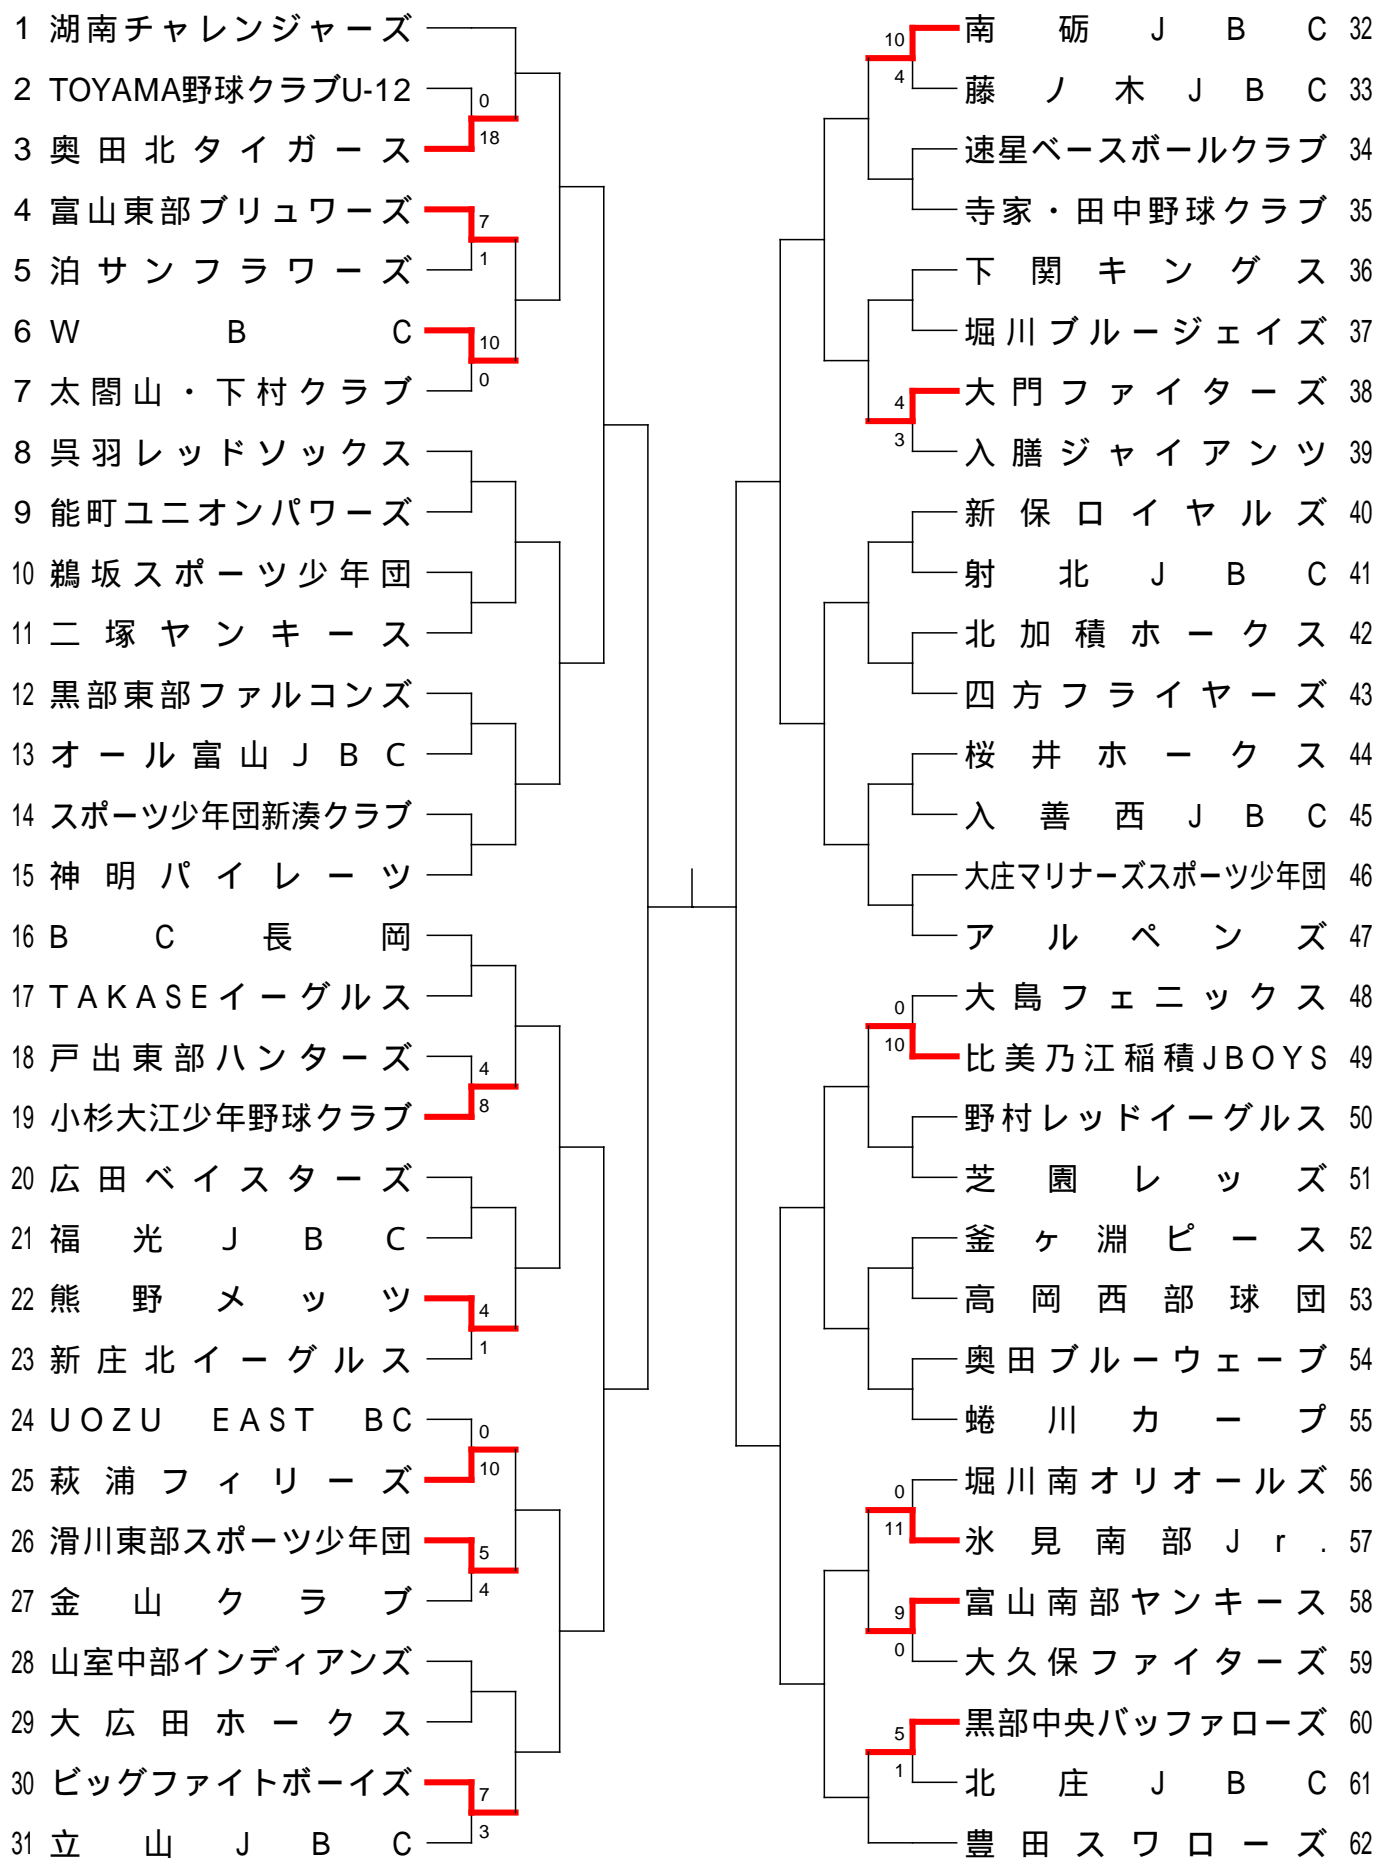 1 湖南チャレンジャーズ
2 TOYAMA野球クラブU-12
0
18
3 奥田北タイガース
4 富山東部ブリュワーズ
7
1
5 泊サンフラワーズ
6 WBC
10
0
7 太閤山・下村クラブ
8 呉羽レッドソックス
9 能町ユニオンパワーズ
10 鵜坂スポーツ少年団
11 二塚ヤンキース
12 黒部東部ファルコンズ
13 オール富山JBC
14 スポーツ少年団新湊クラブ
15 神明パイレーツ
16 BC長岡
17 TAKASEイーグルス
18 戸出東部ハンターズ
4
8
19 小杉大江少年野球クラブ
20 広田ベイスターズ
21 福光JBC
22 熊野メッツ
4
1
23 新庄北イーグルス
24 UOZU EAST BC
0
10
25 萩浦フィリーズ
26 滑川東部スポーツ少年団
5
4
27 金山クラブ
28 山室中部インディアンズ
29 大広田ホークス
30 ビッグファイトボーイズ
7
3
31 立山JBC
南砺JBC 32
10
4
藤ノ木JBC 33
速星ベースボールクラブ 34
寺家・田中野球クラブ 35
下関キングス 36
堀川ブルージェイズ 37
大門ファイターズ 38
4
3
入膳ジャイアンツ 39
新保ロイヤルズ 40
射北JBC 41
北加積ホークス 42
四方フライヤーズ 43
桜井ホークス 44
入善西JBC 45
大庄マリナーズスポーツ少年団 46
アルペンズ 47
大島フェニックス 48
0
10
比美乃江稲積JBOYS 49
野村レッドイーグルス 50
芝園レッズ 51
釜ヶ淵ピース 52
高岡西部球団 53
奥田ブルーウェーブ 54
蜷川カープ 55
堀川南オリオールズ 56
0
11
氷見南部Jr. 57
富山南部ヤンキース 58
9
0
大久保ファイターズ 59
黒部中央バッファローズ 60
5
1
北庄JBC 61
豊田スワローズ 62